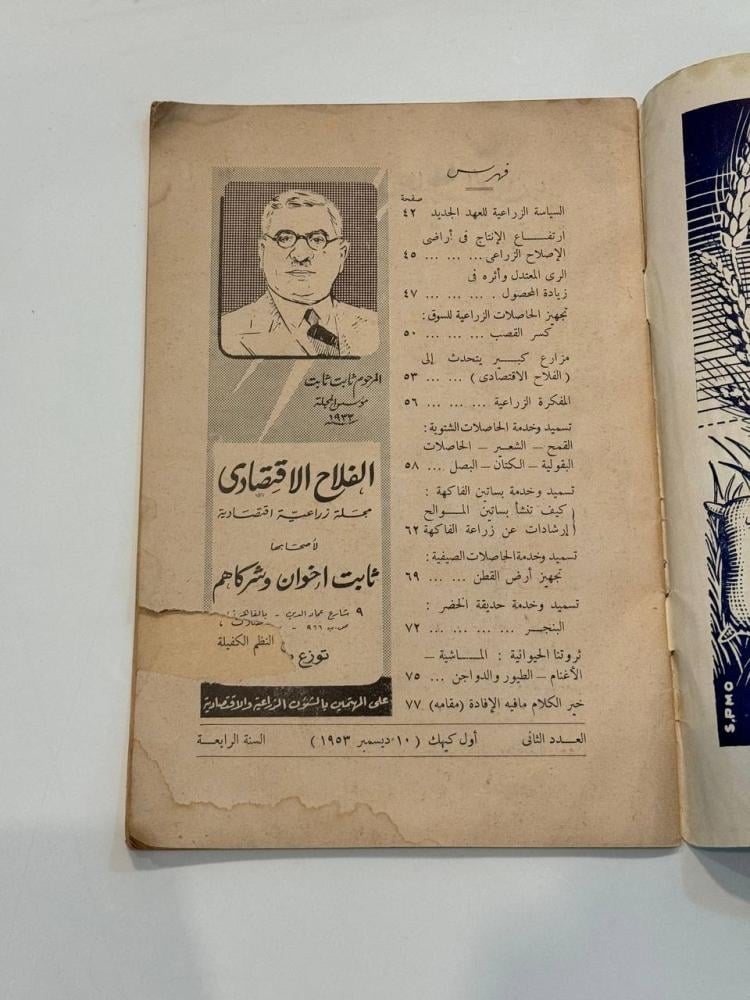 فهرس
صفحة
السياسة الزراعية للعهد الجديد ٤٢
ارتفاع الإنتاج فى أراضى
الإصلاح الزراعى ... ... ... ٤٥
الرى المعتدل وأثره فى
زيادة المحصول . ... ... ... ٤٧
تجهيز الحاصلات الزراعية للسوق :
كسر القصب ... ... ... ٥٠
مزارع كبير يتحدث إلى
( الفلاح الاقتصادى ) ... ... ٥٣
المفكرة الزراعية ... ... ... ٥٦
تسميد وخدمة الحاصلات الشتوية :
القمح – الشعير – الحاصلات
البقولية – الكتان – البصل ... ٥٨
تسميد وخدمة بساتين الفاكهة :
كيف تنشأ بساتين الموالح
إرشادات عن زراعة الفاكهة ٦٢
تسميد وخدمة الحاصلات الصيفية :
تجهيز أرض القطن ... ... ٦٩
تسميد وخدمة حديقة الخضر :
البنجر ... ... ... ... ٧٢
ثروتنا الحيوانية : الماشية –
الأغنام – الطيور والدواجن ... ٧٥
خير الكلام مافيه الإفادة (مقامه) ٧٧
المرحوم ثابت ثابت
مؤسس المجلة
١٩٣٣
الفلاح الاقتصادى
مجلة زراعية اقتصادية
لأصحابها
ثابت اخوان وشركاهم
٩ شارع عماد الدين - بالقاهرة
ص.ب ٩٦٦ -
النظم الكفيلة
توزع
على المهتمين بالشؤن الزراعية والاقتصادية
العدد الثانى أول كيهك ( ١٠ ديسمبر ١٩٥٣ ) السنة الرابعة
S.P.M.O